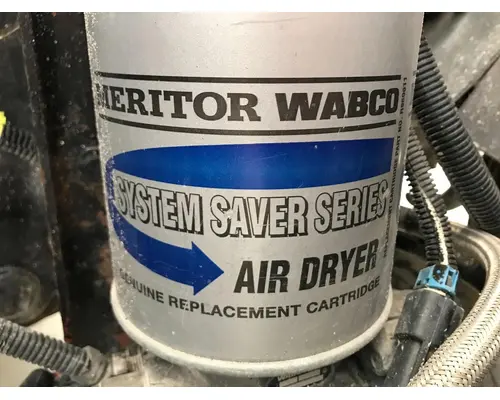 MERITOR WABCO
SYSTEM SAVER SERIES
AIR DRYER
GENUINE REPLACEMENT CARTRIDGE